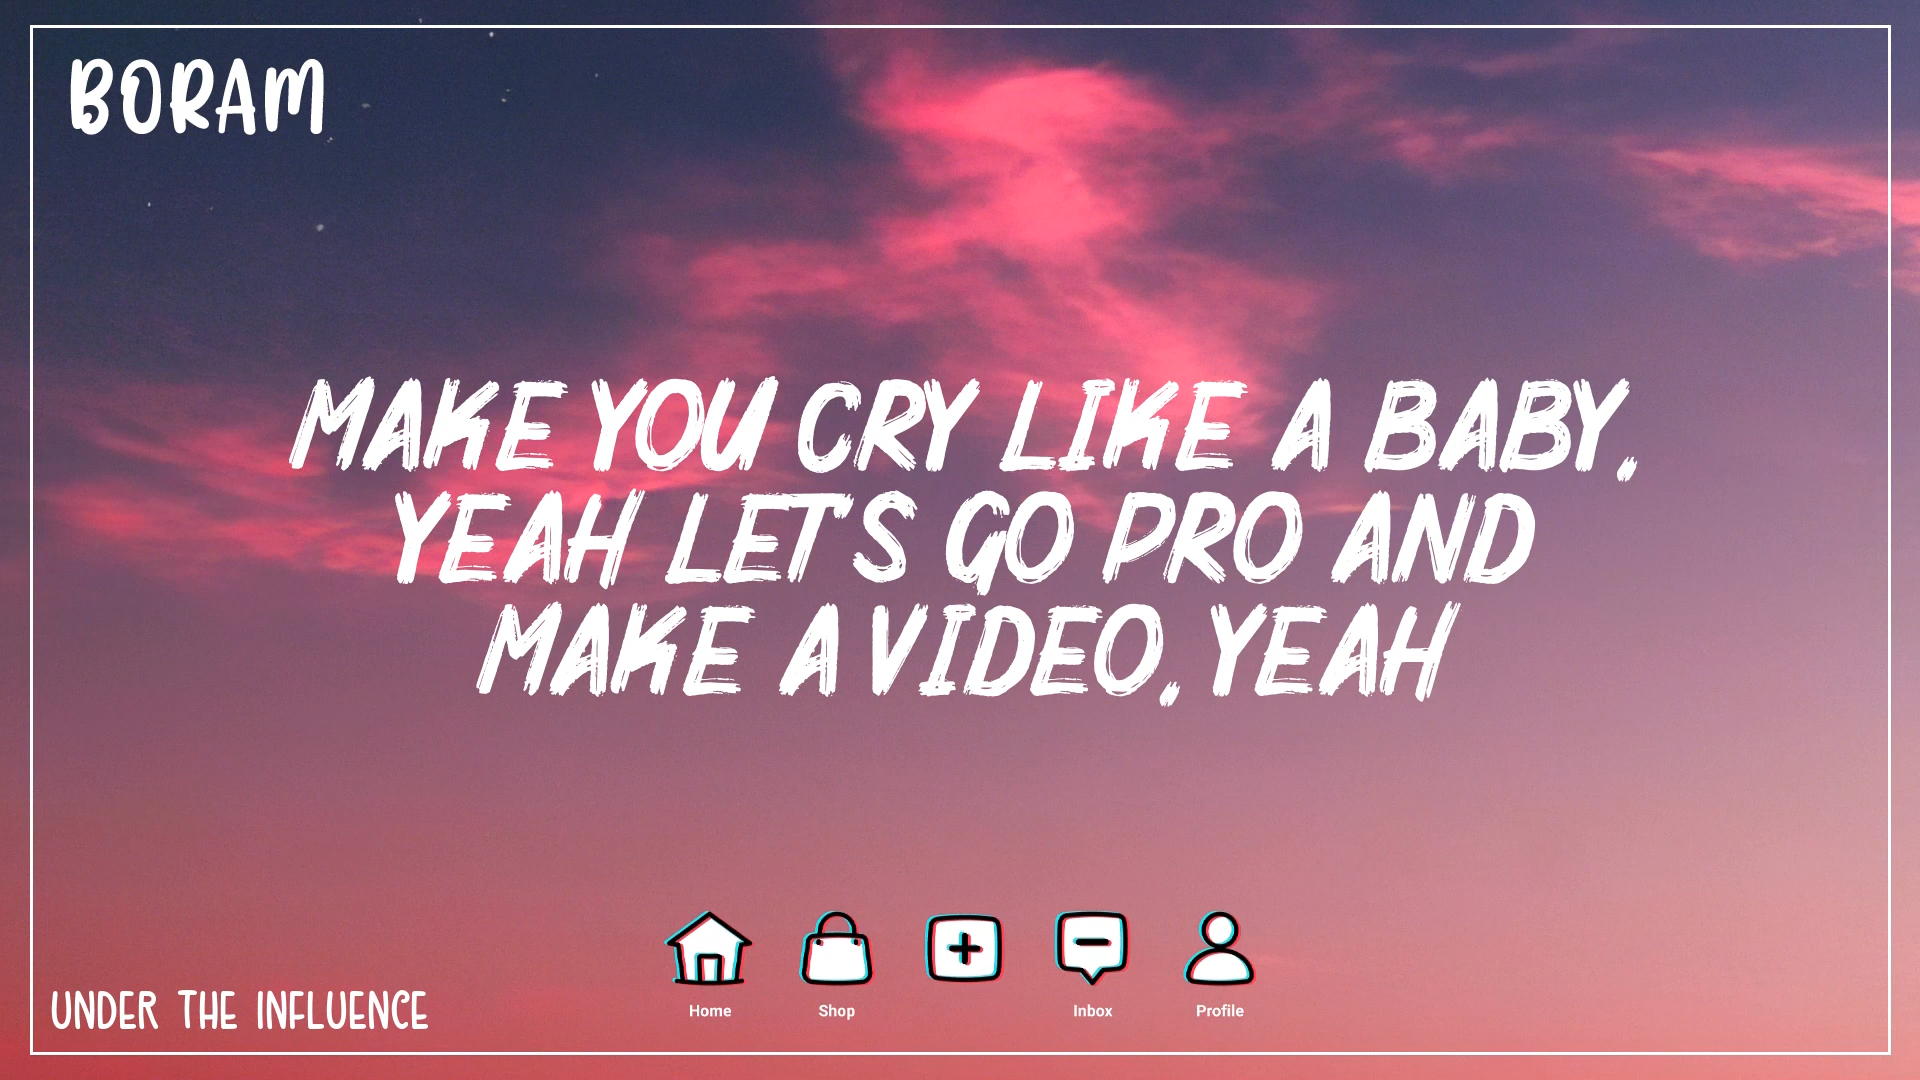 BORAM
MAKE YOU CRY LIKE A BABY,
YEAH LET'S GO PRO AND
MAKE A VIDEO, YEAH
Home Shop Inbox Profile
UNDER THE INFLUENCE